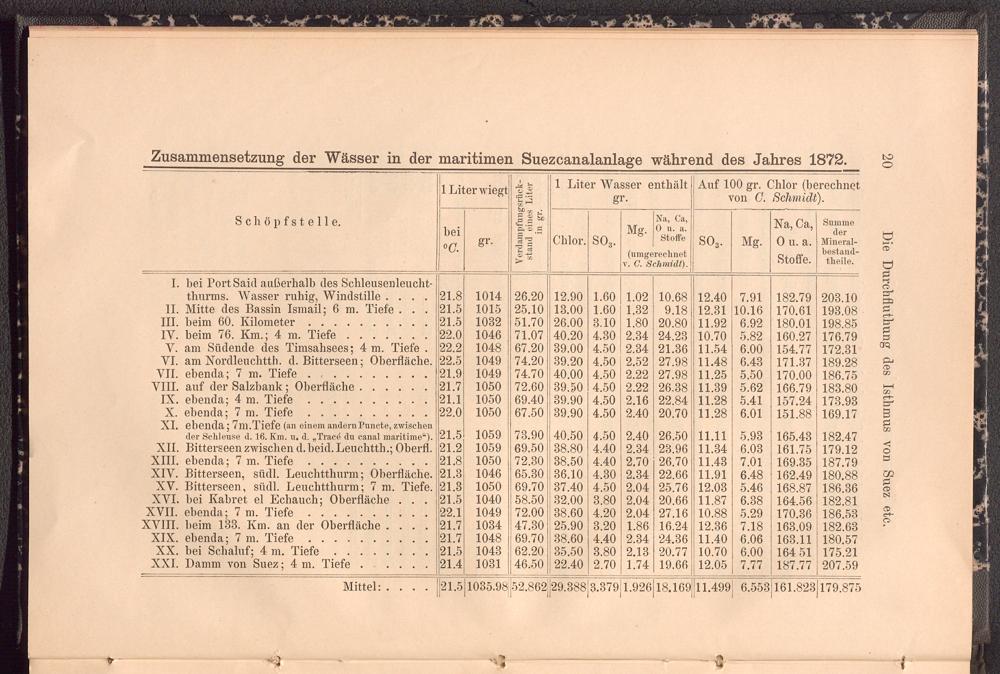 Zusammensetzung der Wässer in der maritimen Suezcanalanlage während des Jahres 1872.
Schöpfstelle.
1 Liter wiegt
bei °C.
gr.
Verdampfungsrück-
stand eines Liter
in gr.
1 Liter Wasser enthält
gr.
Chlor. SO₃. Mg. Na, Ca, O u. a. Stoffe
(umgerechnet
v. C. Schmidt).
Auf 100 gr. Chlor (berechnet
von C. Schmidt).
SO₃. Mg. Na, Ca, O u. a. Stoffe. Summe der Mineral-bestand-theile.
I. bei Port Said außerhalb des Schleusenleucht-
thurms. Wasser ruhig, Windstille . . . . 21.8 1014 26.20 12.90 1.60 1.02 10.68 12.40 7.91 182.79 203.10
II. Mitte des Bassin Ismail; 6 m. Tiefe . . . 21.5 1015 25.10 13.00 1.60 1.32 9.18 12.31 10.16 170.61 193.08
III. beim 60. Kilometer . . . . . . . . . 21.5 1032 51.70 26.00 3.10 1.80 20.80 11.92 6.92 180.01 198.85
IV. beim 76. Km.; 4 m. Tiefe . . . . . . 22.0 1046 71.07 40.20 4.30 2.34 24.23 10.70 5.82 160.27 176.79
V. am Südende des Timsahsees; 4 m. Tiefe . 22.2 1048 67.20 39.00 4.50 2.34 21.36 11.54 6.00 154.77 172.31
VI. am Nordleuchtth. d. Bitterseen; Oberfläche. 22.5 1049 74.20 39.20 4.50 2.52 27.98 11.48 6.43 171.37 189.28
VII. ebenda; 7 m. Tiefe . . . . . . . . . 21.9 1049 74.70 40.00 4.50 2.22 27.98 11.25 5.50 170.00 186.75
VIII. auf der Salzbank; Oberfläche . . . . . . 21.7 1050 72.60 39.50 4.50 2.22 26.38 11.39 5.62 166.79 183.80
IX. ebenda; 4 m. Tiefe . . . . . . . . . 21.1 1050 69.40 39.90 4.50 2.16 22.84 11.28 5.41 157.24 173.93
X. ebenda; 7 m. Tiefe . . . . . . . . . 22.0 1050 67.50 39.90 4.50 2.40 20.70 11.28 6.01 151.88 169.17
XI. ebenda; 7m. Tiefe (an einem andern Puncte, zwischen
der Schleuse d. 16. Km. u. d. „Tracé du canal maritime“). 21.5 1059 73.90 40.50 4.50 2.40 26.50 11.11 5.93 165.43 182.47
XII. Bitterseen zwischen d. beid. Leuchtth.; Oberfl. 21.2 1059 69.50 38.80 4.40 2.34 23.96 11.34 6.03 161.75 179.12
XIII. ebenda; 7 m. Tiefe . . . . . . . . . 21.8 1050 72.30 38.50 4.40 2.70 26.70 11.43 7.01 169.35 187.79
XIV. Bitterseen, südl. Leuchtthurm; Oberfläche. 21.3 1046 65.30 36.10 4.30 2.34 22.66 11.91 6.48 162.49 180.88
XV. Bitterseen, südl. Leuchtthurm; 7 m. Tiefe. 21.3 1050 69.70 37.40 4.50 2.04 25.76 12.03 5.46 168.87 186.36
XVI. bei Kabret el Echauch; Oberfläche . . . 21.5 1040 58.50 32.00 3.80 2.04 20.66 11.87 6.38 164.56 182.81
XVII. ebenda; 7 m. Tiefe . . . . . . . . . 22.1 1049 72.00 38.60 4.20 2.04 27.16 10.88 5.29 170.36 186.53
XVIII. beim 133. Km. an der Oberfläche . . . . 21.7 1034 47.30 25.90 3.20 1.86 16.24 12.36 7.18 163.09 182.63
XIX. ebenda; 7 m. Tiefe . . . . . . . . . 21.7 1048 69.70 38.60 4.40 2.34 24.36 11.40 6.06 163.11 180.57
XX. bei Schaluf; 4 m. Tiefe . . . . . . . . 21.5 1043 62.20 35.50 3.80 2.13 20.77 10.70 6.00 164 51 175.21
XXI. Damm von Suez; 4 m. Tiefe . . . . . . 21.4 1031 46.50 22.40 2.70 1.74 19.66 12.05 7.77 187.77 207.59
Mittel: . . . . 21.5 1035.98 52.862 29.388 3.379 1.926 18.169 11.499 6.553 161.823 179.875
20
Die Durchfluthung des Isthmus von Suez etc.